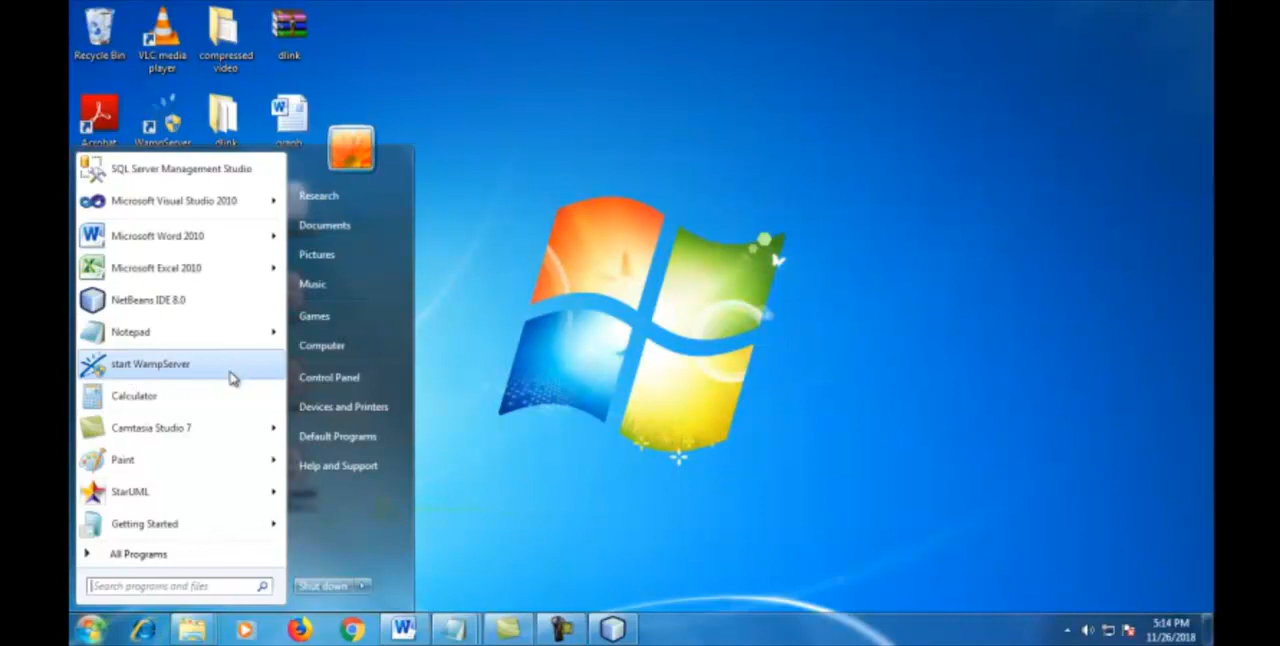 Recycle Bin
VLC media player
compressed video
dlink
Acrobat
WampServer
dlink
graph
SQL Server Management Studio
Microsoft Visual Studio 2010
Microsoft Word 2010
Microsoft Excel 2010
NetBeans IDE 8.0
Notepad
start WampServer
Calculator
Camtasia Studio 7
Paint
StarUML
Getting Started
All Programs
Search programs and files
Research
Documents
Pictures
Music
Games
Computer
Control Panel
Devices and Printers
Default Programs
Help and Support
Shut down
5:14 PM
11/26/2018